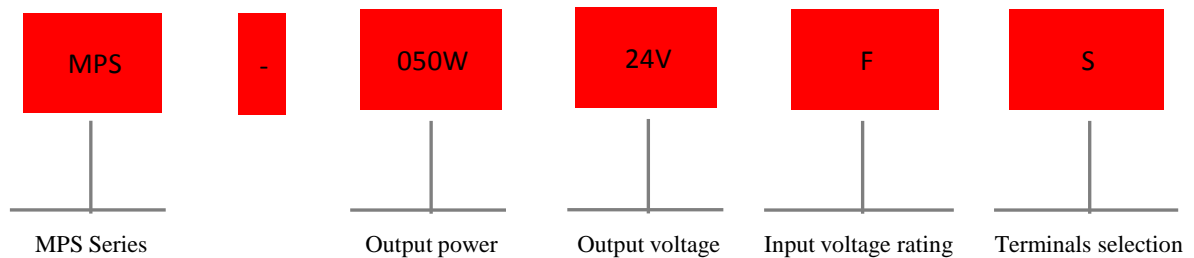 MPS - 050W 24V F S
MPS Series Output power Output voltage Input voltage rating Terminals selection